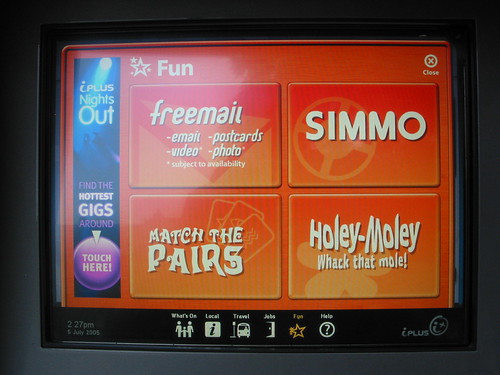 Fun
Close
iPLUS
Nights
Out
FIND THE
HOTTEST
GIGS
AROUND
TOUCH
HERE!
freemail
-email -postcards
-video* -photo*
* subject to availability
SIMMO
MATCH THE
PAIRS
Holey-Moley
Whack that mole!
What's On Local Travel Jobs Fun Help
2:27pm
5 July 2005
iPLUS